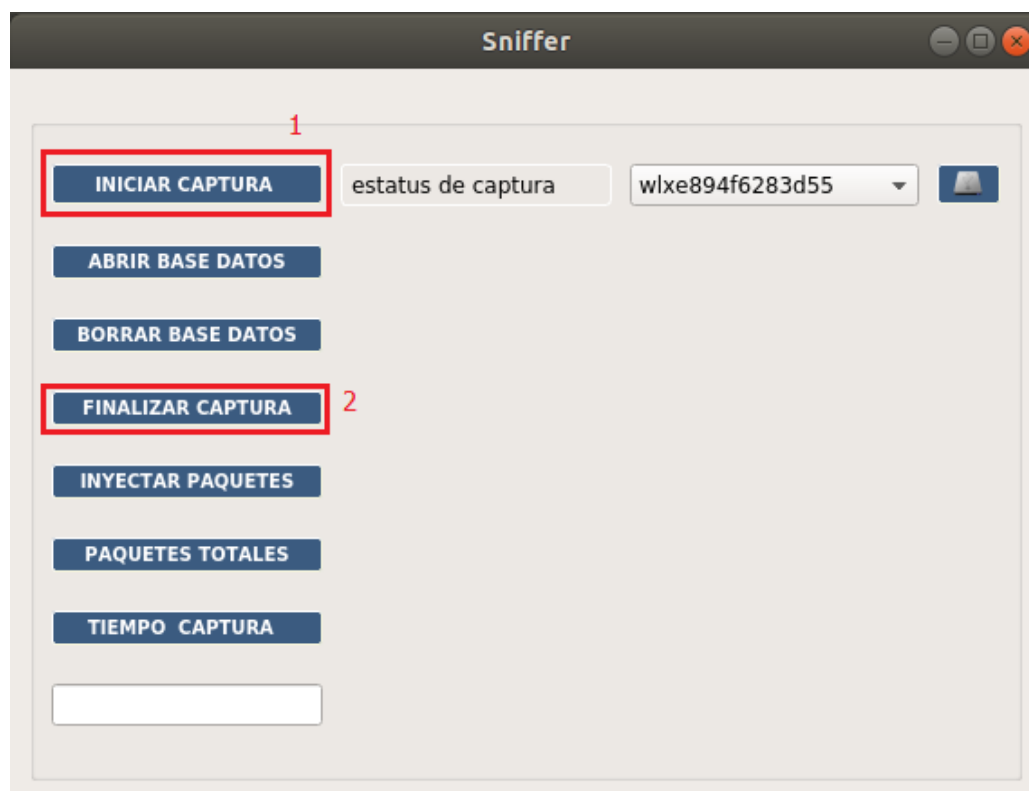 Sniffer
1
INICIAR CAPTURA estatus de captura wlxe894f6283d55
ABRIR BASE DATOS
BORRAR BASE DATOS
FINALIZAR CAPTURA 2
INYECTAR PAQUETES
PAQUETES TOTALES
TIEMPO CAPTURA